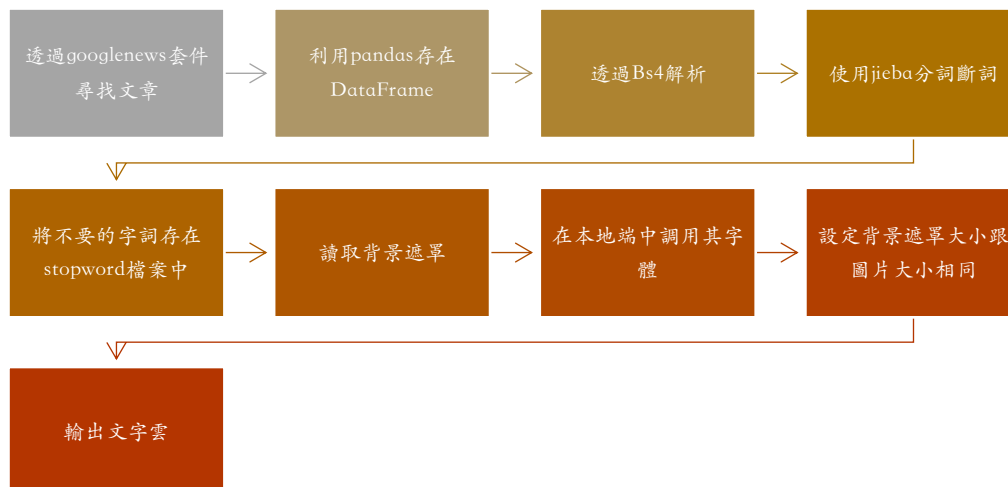 透過googlenews套件
尋找文章
利用pandas存在
DataFrame
透過Bs4解析
使用jieba分詞斷詞
將不要的字詞存在
stopword檔案中
讀取背景遮罩
在本地端中調用其字
體
設定背景遮罩大小跟
圖片大小相同
輸出文字雲